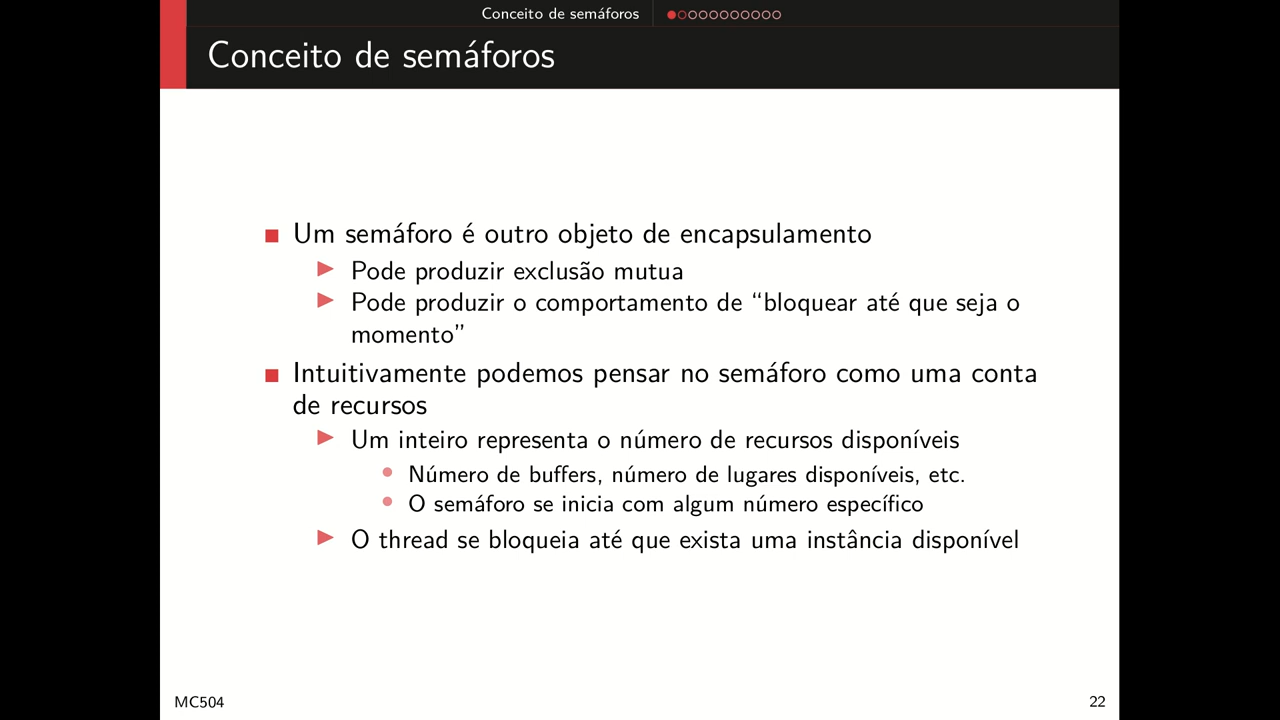 Conceito de semáforos
Conceito de semáforos
Um semáforo é outro objeto de encapsulamento
Pode produzir exclusão mutua
Pode produzir o comportamento de “bloquear até que seja o
momento”
Intuitivamente podemos pensar no semáforo como uma conta
de recursos
Um inteiro representa o número de recursos disponíveis
Número de buffers, número de lugares disponíveis, etc.
O semáforo se inicia com algum número específico
O thread se bloqueia até que exista uma instância disponível
MC504
22